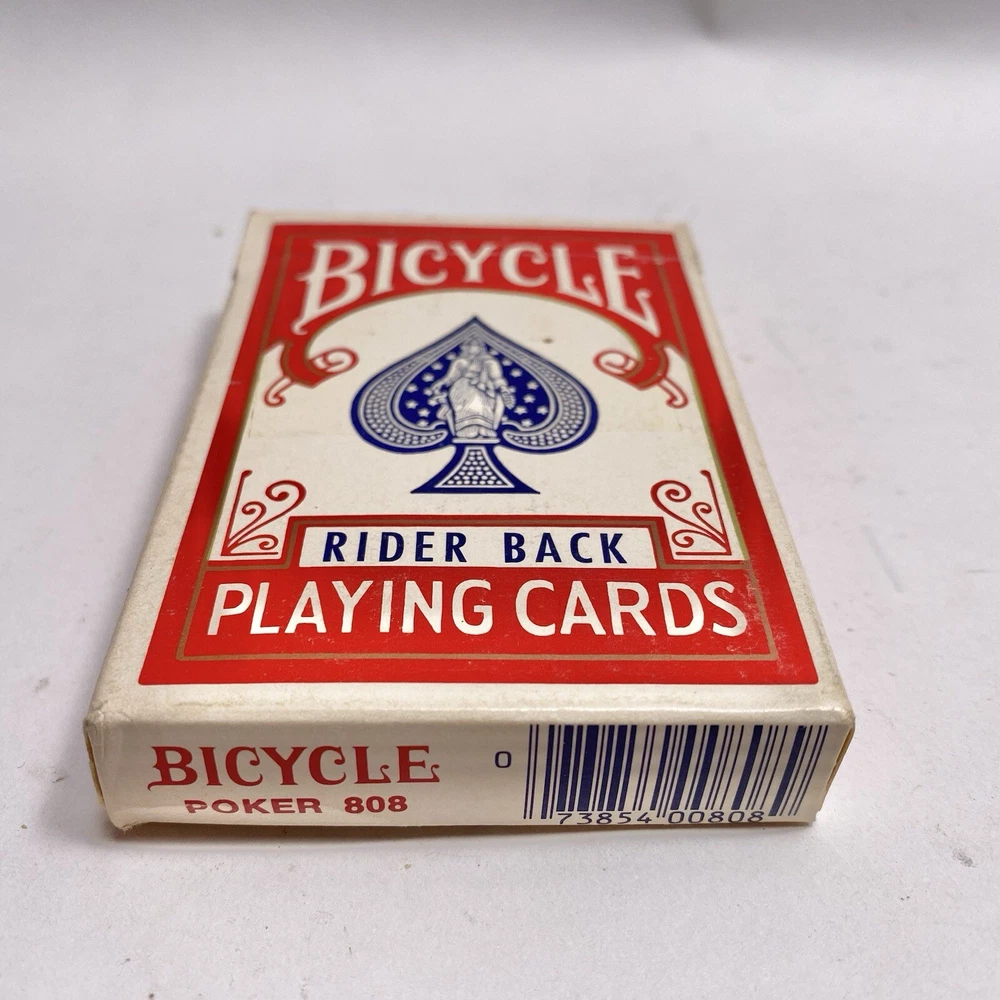 BICYCLE
RIDER BACK
PLAYING CARDS
BICYCLE
POKER 808
0 73854 00808